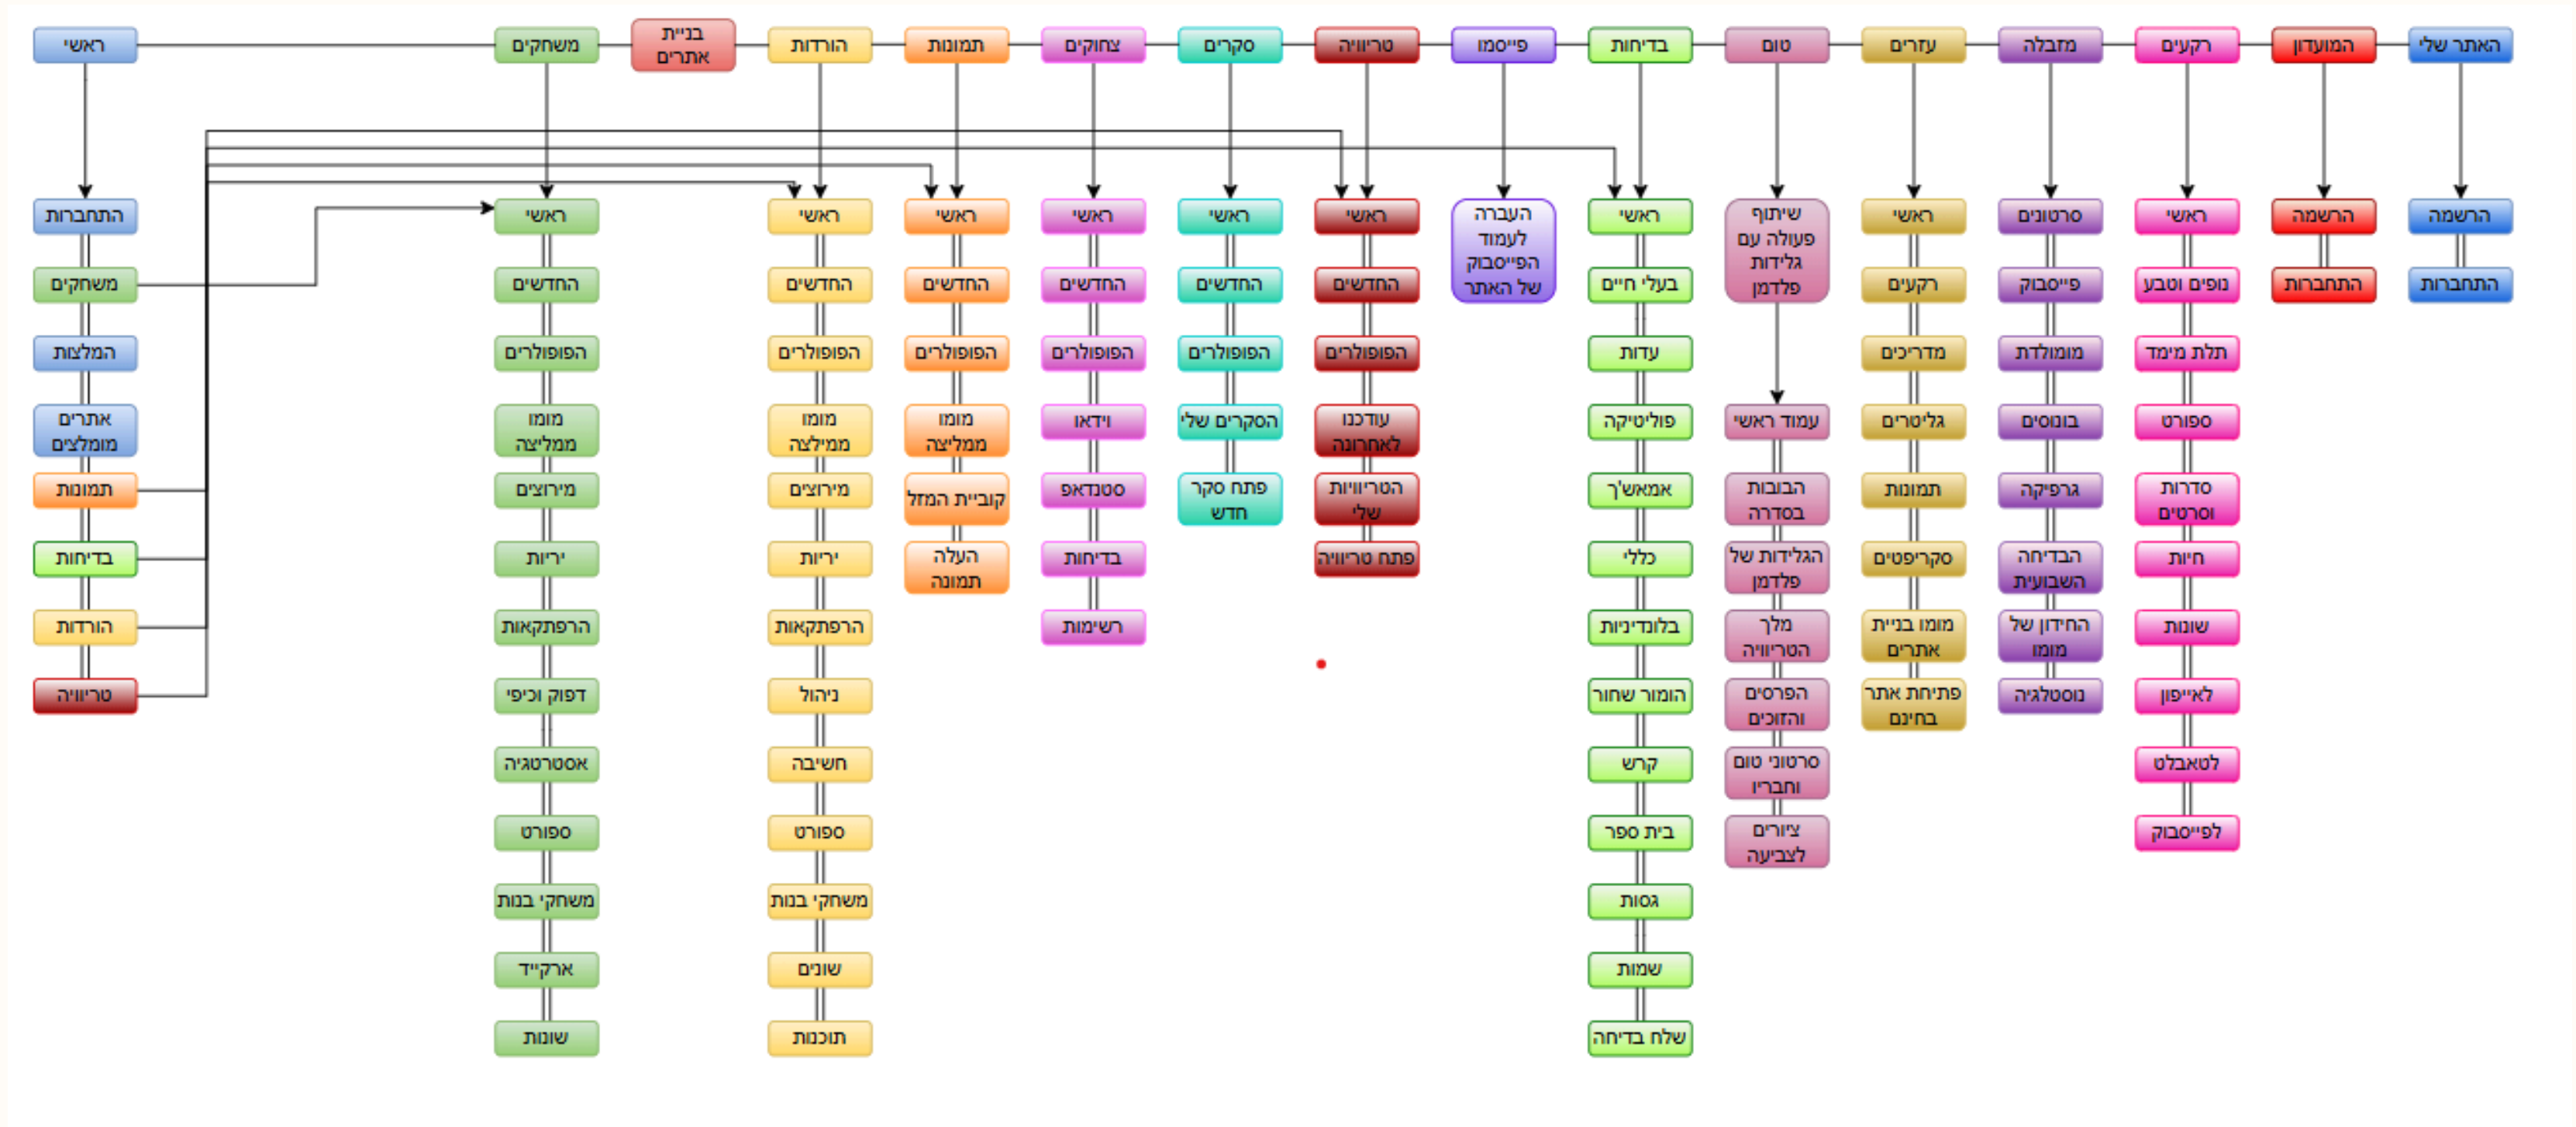 ראשי
משחקים
בניית
אתרים
הורדות
תמונות
צחוקים
סקרים
טריוויה
פייסמו
בדיחות
טום
עזרים
מזבלה
רקעים
המועדון
האתר שלי
התחברות
משחקים
המלצות
אתרים
מומלצים
תמונות
בדיחות
הורדות
טריוויה
ראשי
החדשים
הפופולרים
מומו
ממליצה
מירוצים
יריות
הרפתקאות
דפוק וכיפי
אסטרטגיה
ספורט
משחקי בנות
ארקייד
שונות
ראשי
החדשים
הפופולרים
מומו
ממילצה
מירוצים
יריות
הרפתקאות
ניהול
חשיבה
ספורט
משחקי בנות
שונים
תוכנות
ראשי
החדשים
הפופולרים
מומו
ממליצה
קוביית המזל
העלה
תמונה
ראשי
החדשים
הפופולרים
וידאו
סטנדאפ
בדיחות
רשימות
ראשי
החדשים
הפופולרים
הסקרים שלי
פתח סקר
חדש
ראשי
החדשים
הפופולרים
עודכנו
לאחרונה
הטריוויות
שלי
פתח טריוויה
העברה
לעמוד
הפייסבוק
של האתר
ראשי
בעלי חיים
עדות
פוליטיקה
אמאש'ך
כללי
בלונדיניות
הומור שחור
קרש
בית ספר
גסות
שמות
שלח בדיחה
שיתוף
פעולה עם
גלידות
פלדמן
עמוד ראשי
הבובות
בסדרה
הגלידות של
פלדמן
מלך
הטריוויה
הפרסים
והזוכים
סרטוני טום
וחבריו
ציורים
לצביעה
ראשי
רקעים
מדריכים
גליטרים
תמונות
סקריפטים
מומו בניית
אתרים
פתיחת אתר
בחינם
סרטונים
פייסבוק
מומולדת
בונוסים
גרפיקה
הבדיחה
השבועית
החידון של
מומו
נוסטלגיה
ראשי
נופים וטבע
תלת מימד
ספורט
סדרות
וסרטים
חיות
שונות
לאייפון
לטאבלט
לפייסבוק
הרשמה
התחברות
הרשמה
התחברות